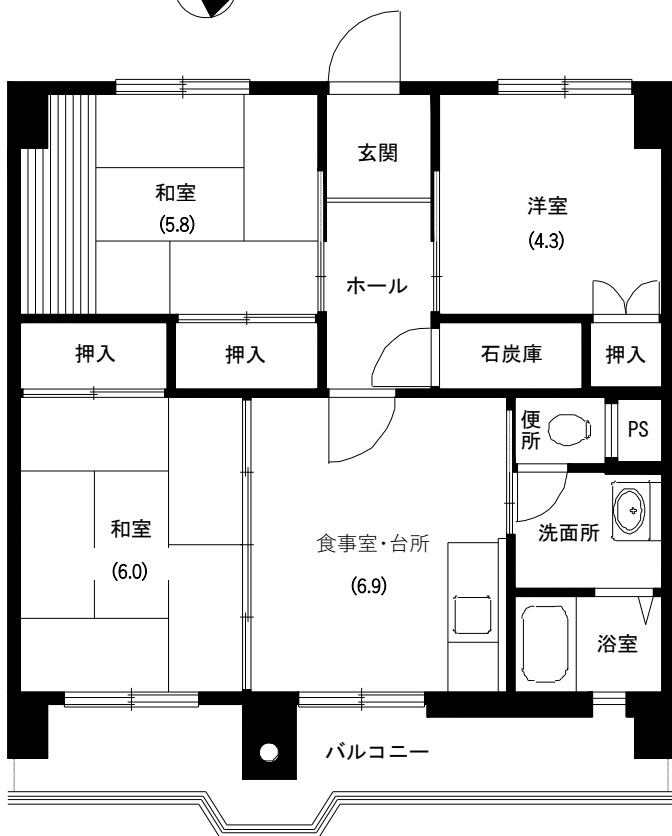 玄関
和室
(5.8)
洋室
(4.3)
ホール
押入
押入
石炭庫
押入
便所
PS
和室
(6.0)
食事室・台所
(6.9)
洗面所
浴室
バルコニー